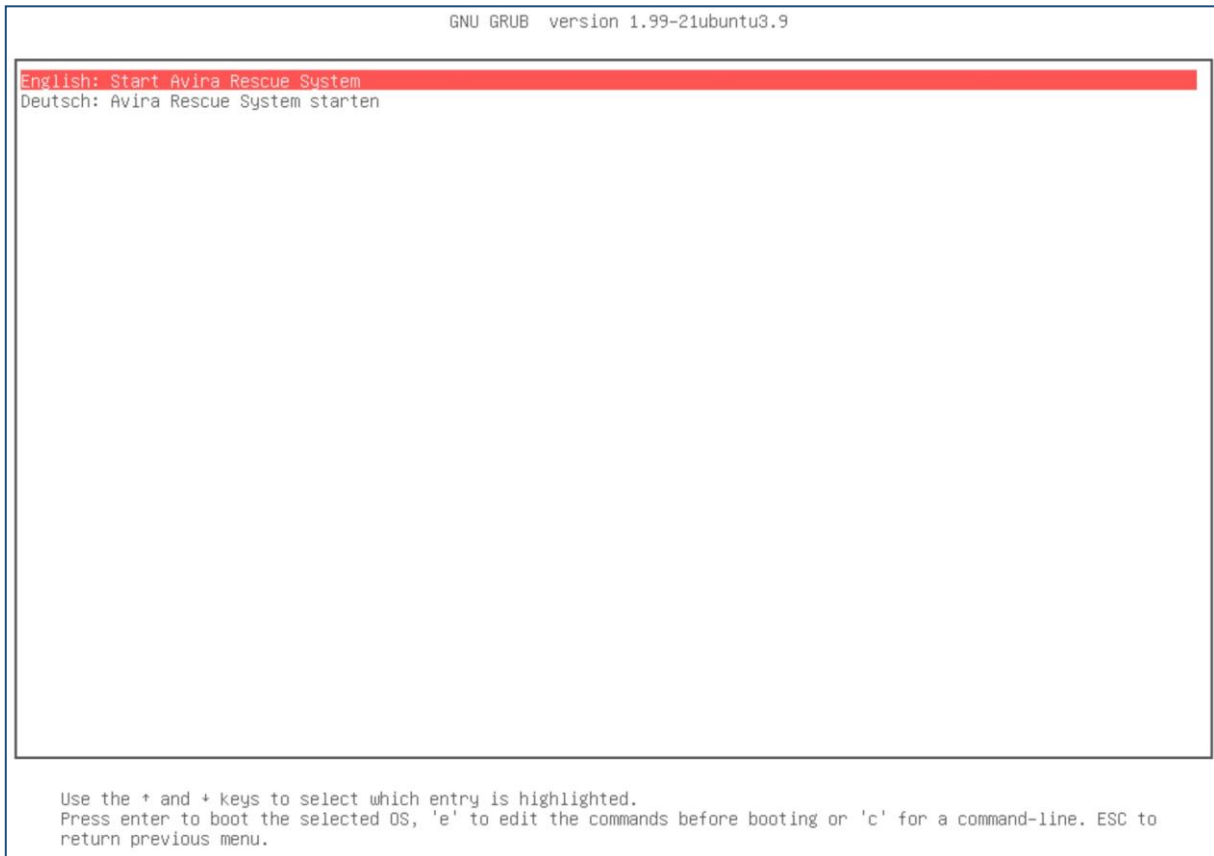 GNU GRUB version 1.99-21ubuntu3.9
English: Start Avira Rescue System
Deutsch: Avira Rescue System starten
Use the ↑ and ↓ keys to select which entry is highlighted.
Press enter to boot the selected OS, 'e' to edit the commands before booting or 'c' for a command-line. ESC to
return previous menu.